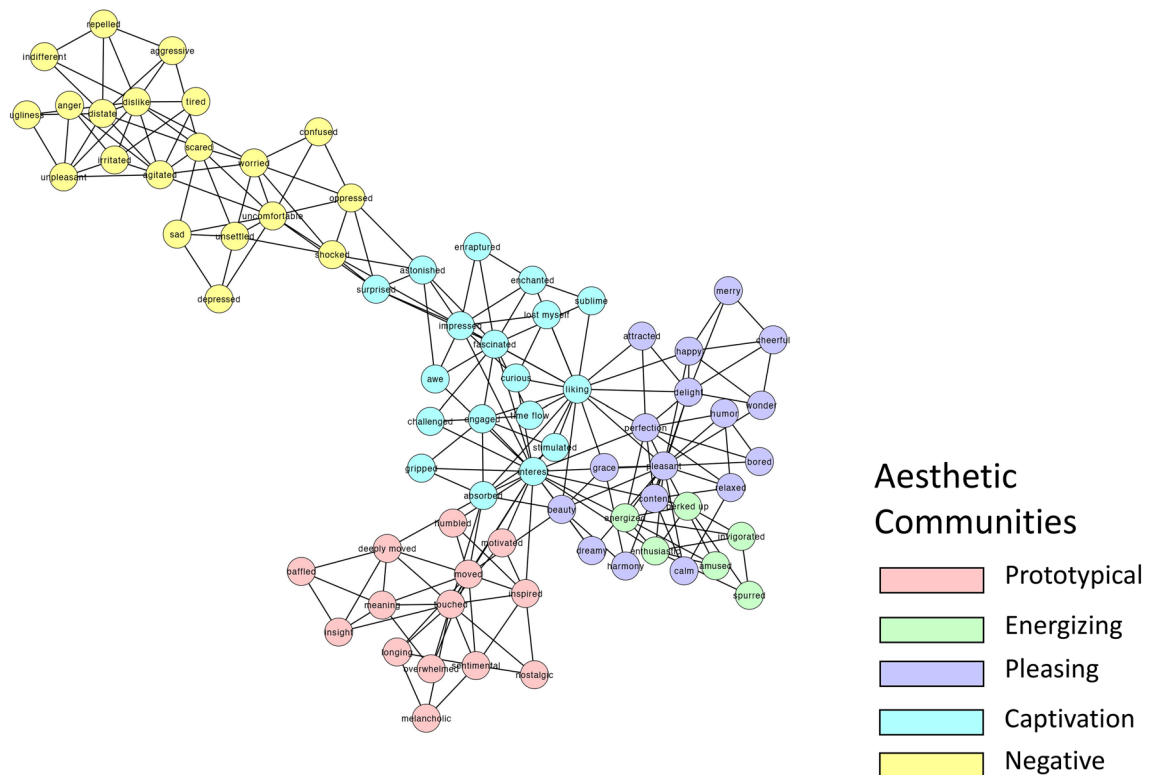 repelled
indifferent
aggressive
anger
dislike
tired
ugliness
distate
confused
scared
irritated
worried
unpleasant
agitated
oppressed
uncomfortable
sad
unsettled
shocked
enraptured
astonished
enchanted
surprised
depressed
merry
sublime
lost myself
impressed
attracted
cheerful
fascinated
happy
awe
curious
liking
delight
wonder
humor
challenged
engaged
time flow
perfection
stimulated
gripped
interest
grace
pleasant
bored
relaxed
absorbed
content
perked up
beauty
energized
humbled
invigorated
motivated
deeply moved
dreamy
enthusiastic
harmony
calm
amused
baffled
moved
spurred
inspired
meaning
touched
insight
longing
overwhelmed
sentimental
nostalgic
melancholic
Aesthetic
Communities
Prototypical
Energizing
Pleasing
Captivation
Negative